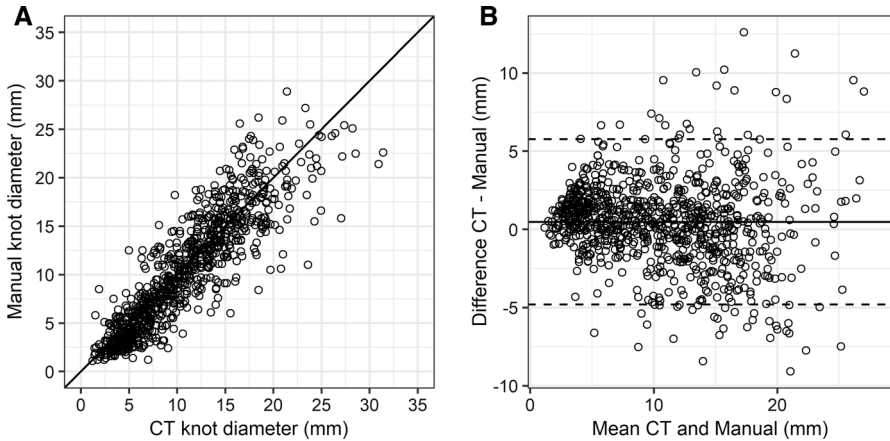 A
35
30
25
20
15
10
5
0
Manual knot diameter (mm)
0 5 10 15 20 25 30 35
CT knot diameter (mm)
B
10
5
0
-5
-10
Difference CT - Manual (mm)
0 10 20
Mean CT and Manual (mm)